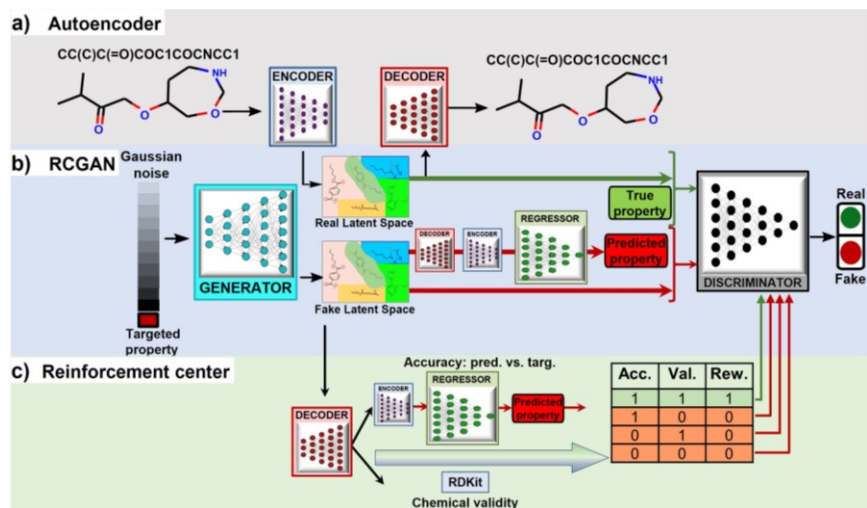 a) Autoencoder
CC(C)C(=O)COC1COCNCC1
ENCODER
DECODER
CC(C)C(=O)COC1COCNCC1
NH
O
O
O
NH
O
O
O
b) RCGAN
Gaussian
noise
Targeted
property
GENERATOR
Real Latent Space
Fake Latent Space
DECODER
ENCODER
REGRESSOR
True
property
Predicted
property
DISCRIMINATOR
Real
Fake
c) Reinforcement center
DECODER
ENCODER
Accuracy: pred. vs. targ.
REGRESSOR
Predicted
property
RDKit
Chemical validity
Acc. Val. Rew.
1 1 1
1 0 0
0 1 0
0 0 0